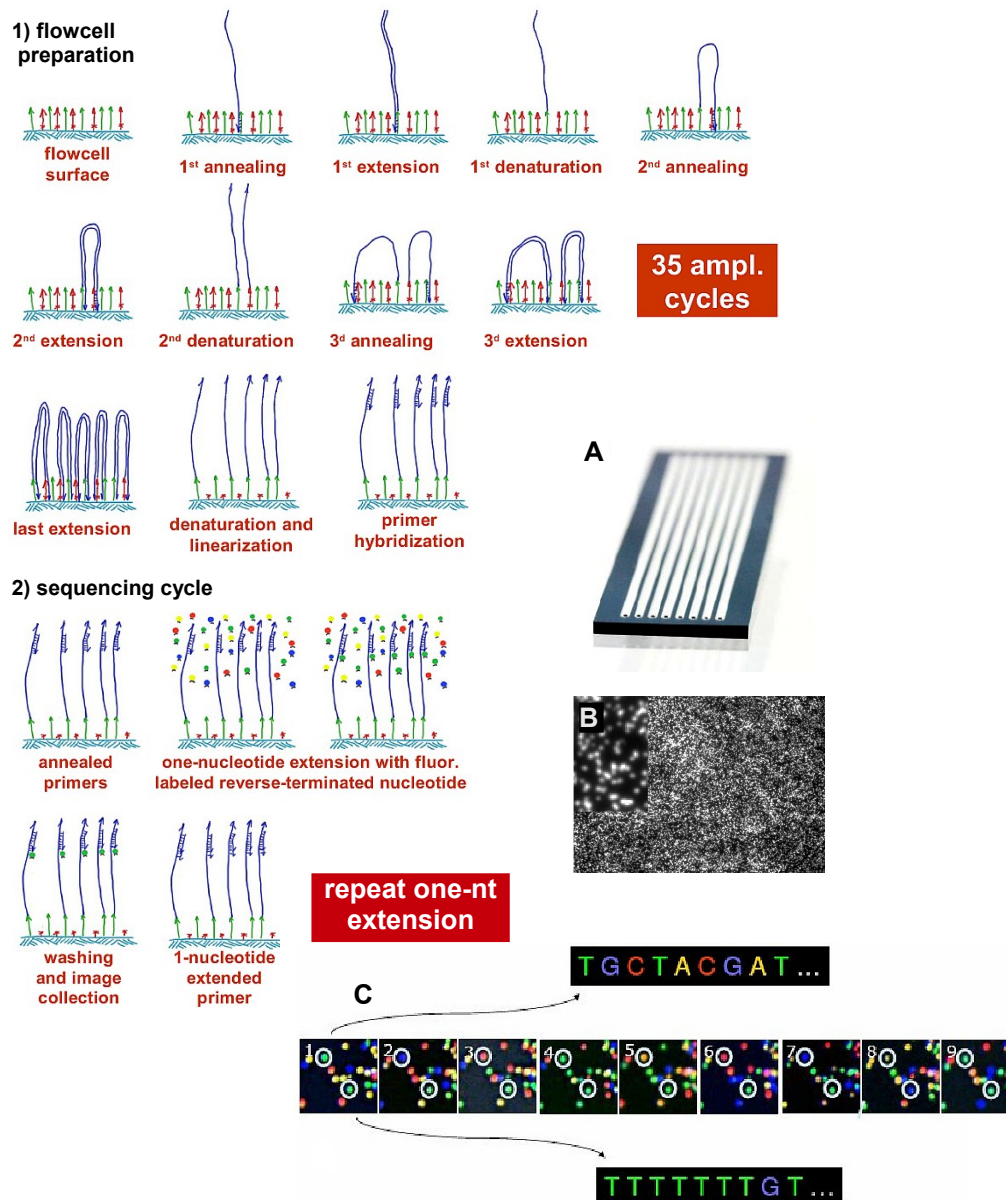 1) flowcell
preparation
flowcell
surface
1st annealing
1st extension
1st denaturation
2nd annealing
2nd extension
2nd denaturation
3d annealing
3d extension
35 ampl.
cycles
last extension
denaturation and
linearization
primer
hybridization
A
2) sequencing cycle
annealed
primers
one-nucleotide extension with fluor.
labeled reverse-terminated nucleotide
B
washing
and image
collection
1-nucleotide
extended
primer
repeat one-nt
extension
TGCTACGAT...
C
1 2 3 4 5 6 7 8 9
TTTTTTTGT...